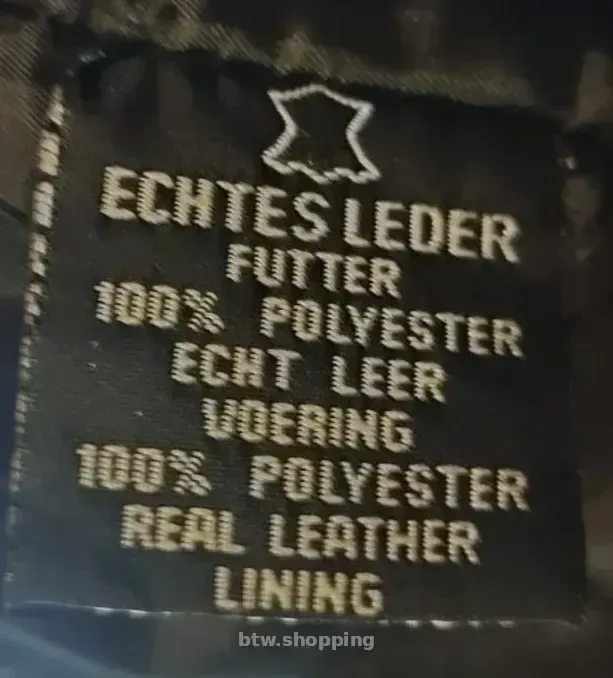 ECHTES LEDER
FUTTER
100% POLYESTER
ECHT LEER
VOERING
100% POLYESTER
REAL LEATHER
LINING
btw.shopping